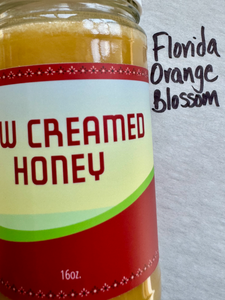 Florida
Orange
Blossom
W CREAMED
HONEY
16oz.